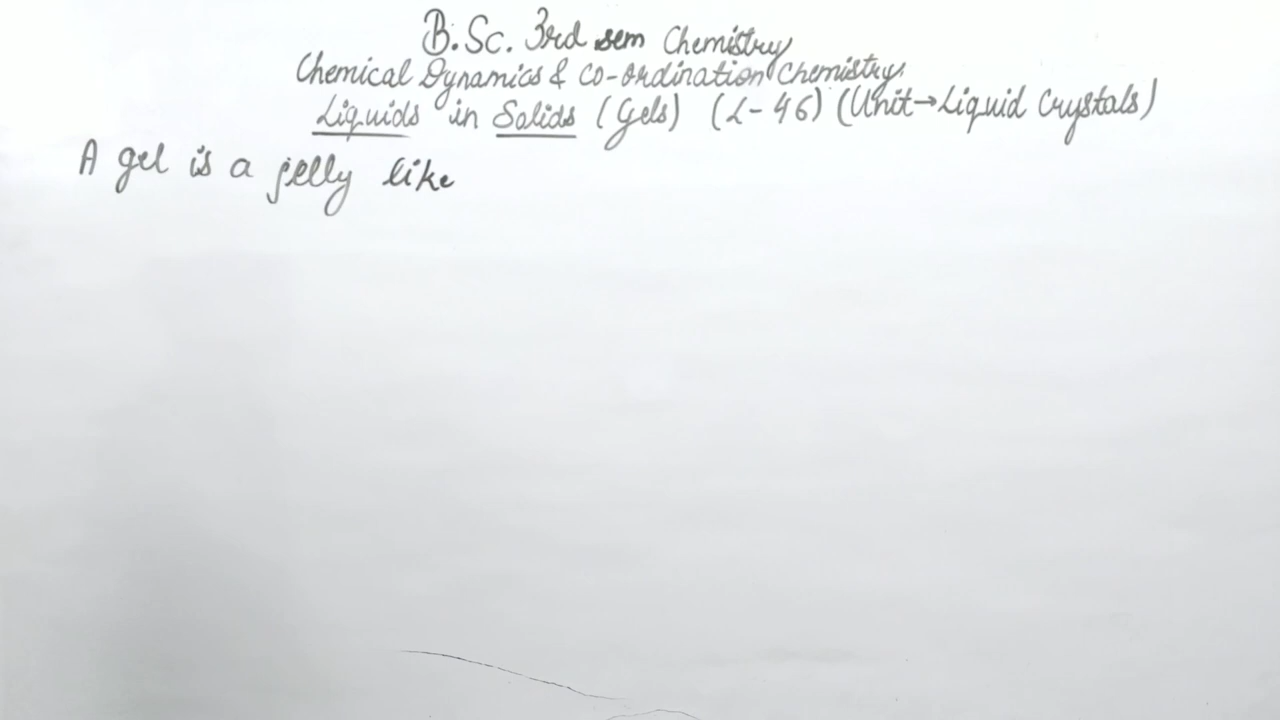 B.Sc. 3rd sem Chemistry
Chemical Dynamics & Co-ordination Chemistry
Liquids in Solids (Gels) (L-46) (Unit→Liquid Crystals)
A gel is a jelly like